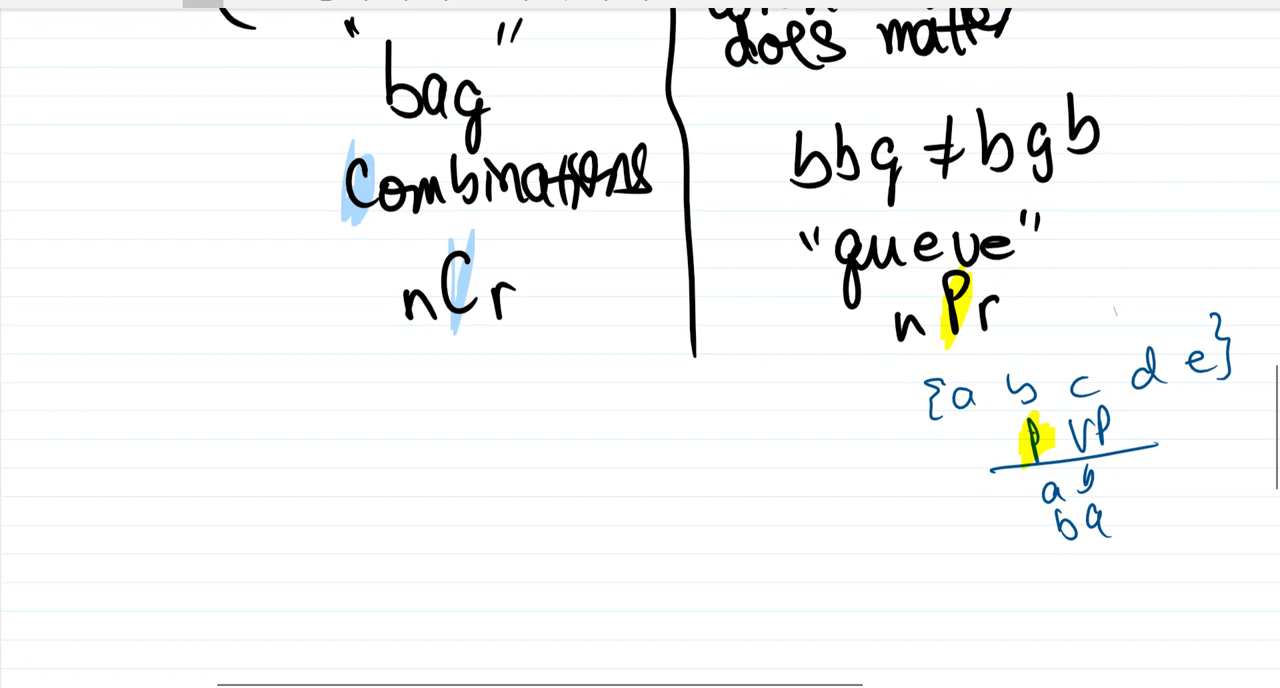 " bag "
Combinations
nCr
does matter
bbg ≠ bgb
"queue"
nPr
{a b c d e}
P VP
a b
b a